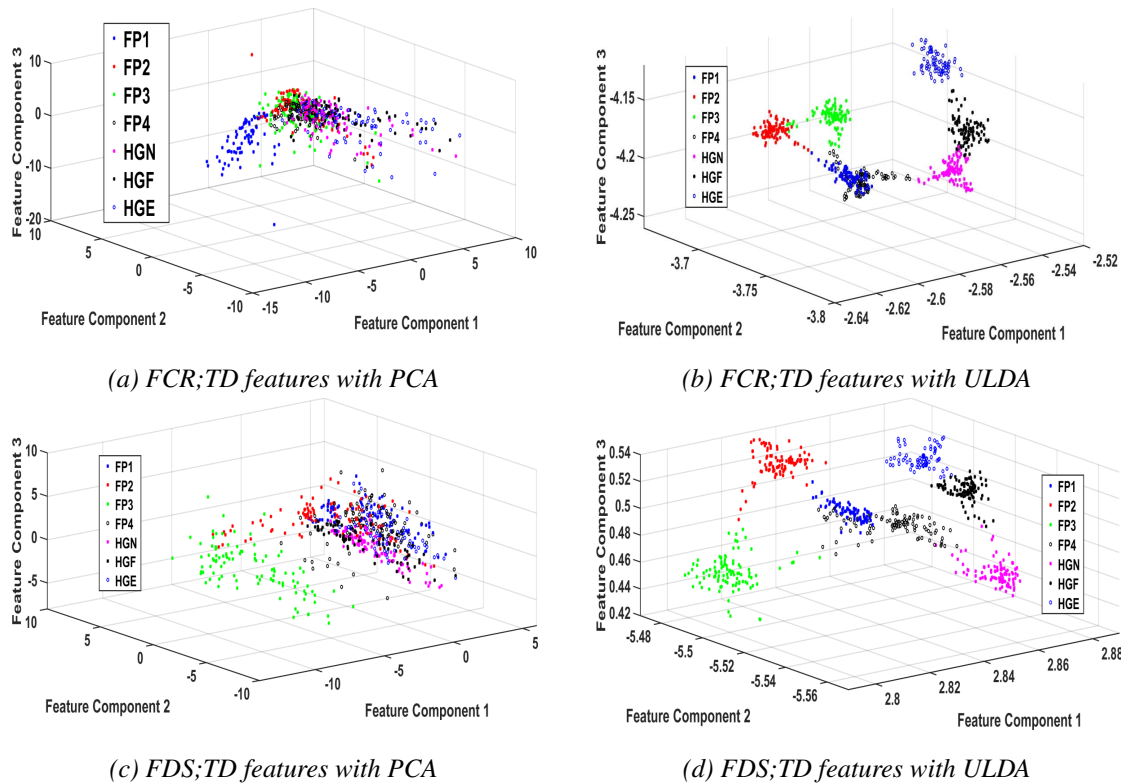 Feature Component 3
10
0
-10
-20
10
5
0
-5
-10
-15
-10
-5
0
5
10
Feature Component 2
Feature Component 1
FP1
FP2
FP3
FP4
HGN
HGF
HGE
(a) FCR;TD features with PCA
Feature Component 3
-4.15
-4.2
-4.25
-3.7
-3.75
-3.8
-2.64
-2.62
-2.6
-2.58
-2.56
-2.54
-2.52
Feature Component 2
Feature Component 1
FP1
FP2
FP3
FP4
HGN
HGF
HGE
(b) FCR;TD features with ULDA
Feature Component 3
10
5
0
-5
10
5
0
-5
-10
-10
-5
0
5
Feature Component 2
Feature Component 1
FP1
FP2
FP3
FP4
HGN
HGF
HGE
(c) FDS;TD features with PCA
Feature Component 3
0.54
0.52
0.5
0.48
0.46
0.44
0.42
-5.48
-5.5
-5.52
-5.54
-5.56
2.8
2.82
2.84
2.86
2.88
Feature Component 2
Feature Component 1
FP1
FP2
FP3
FP4
HGN
HGF
HGE
(d) FDS;TD features with ULDA